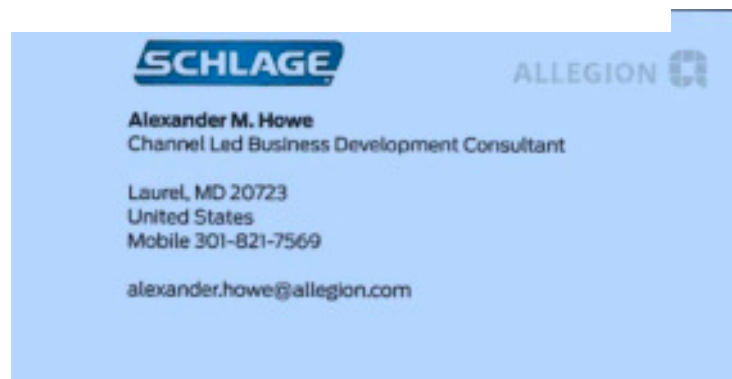 SCHLAGE
ALLEGION
Alexander M. Howe
Channel Led Business Development Consultant
Laurel, MD 20723
United States
Mobile 301-821-7569
alexander.howe@allegion.com